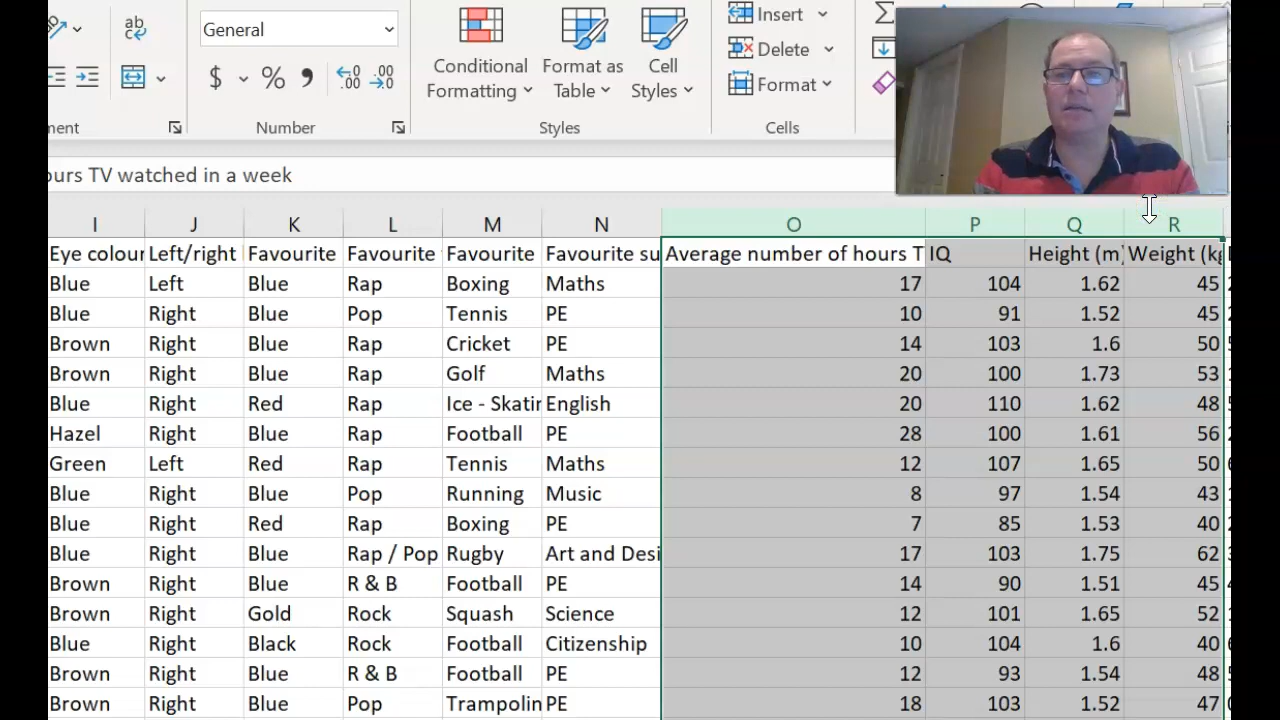 General
Insert
Delete
Format
Conditional
Formatting
Format as
Table
Cell
Styles
ab
c
$ % ,
.00
.00
ment
Number
Styles
Cells
ours TV watched in a week
I J K L M N O P Q R
Eye colour Left/right Favourite Favourite Favourite Favourite su Average number of hours T IQ Height (m) Weight (kg
Blue Left Blue Rap Boxing Maths 17 104 1.62 45
Blue Right Blue Pop Tennis PE 10 91 1.52 45
Brown Right Blue Rap Cricket PE 14 103 1.6 50
Brown Right Blue Rap Golf Maths 20 100 1.73 53
Blue Right Red Rap Ice - Skatin English 20 110 1.62 48
Hazel Right Blue Rap Football PE 28 100 1.61 56
Green Left Red Rap Tennis Maths 12 107 1.65 50
Blue Right Blue Pop Running Music 8 97 1.54 43
Blue Right Red Rap Boxing PE 7 85 1.53 40
Blue Right Blue Rap / Pop Rugby Art and Desi 17 103 1.75 62
Brown Right Blue R & B Football PE 14 90 1.51 45
Brown Right Gold Rock Squash Science 12 101 1.65 52
Blue Right Black Rock Football Citizenship 10 104 1.6 40
Brown Right Blue R & B Football PE 12 93 1.54 48
Brown Right Blue Pop Trampolin PE 18 103 1.52 47